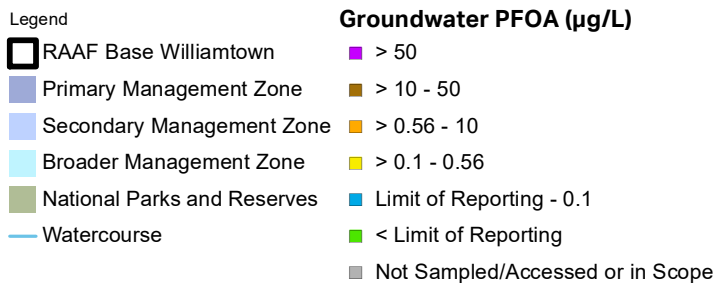 Legend
RAAF Base Williamtown
Primary Management Zone
Secondary Management Zone
Broader Management Zone
National Parks and Reserves
Watercourse
Groundwater PFOA (µg/L)
> 50
> 10 - 50
> 0.56 - 10
> 0.1 - 0.56
Limit of Reporting - 0.1
< Limit of Reporting
Not Sampled/Accessed or in Scope